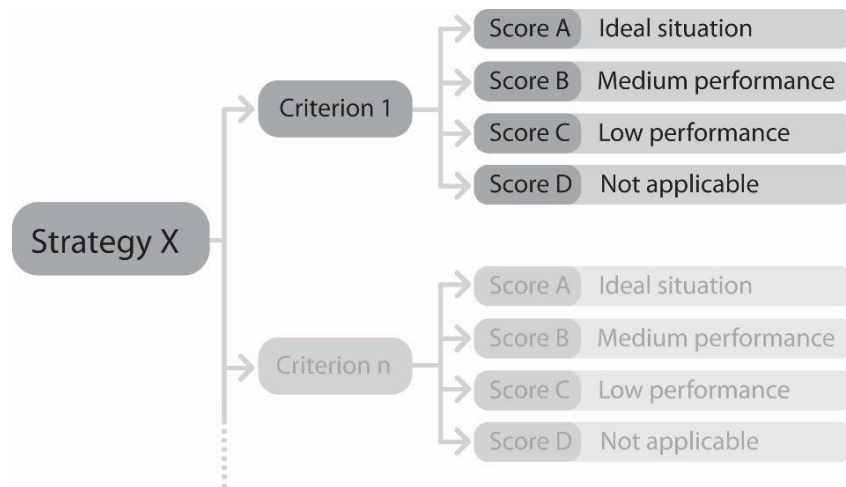 Strategy X
Criterion 1
Score A Ideal situation
Score B Medium performance
Score C Low performance
Score D Not applicable
Criterion n
Score A Ideal situation
Score B Medium performance
Score C Low performance
Score D Not applicable